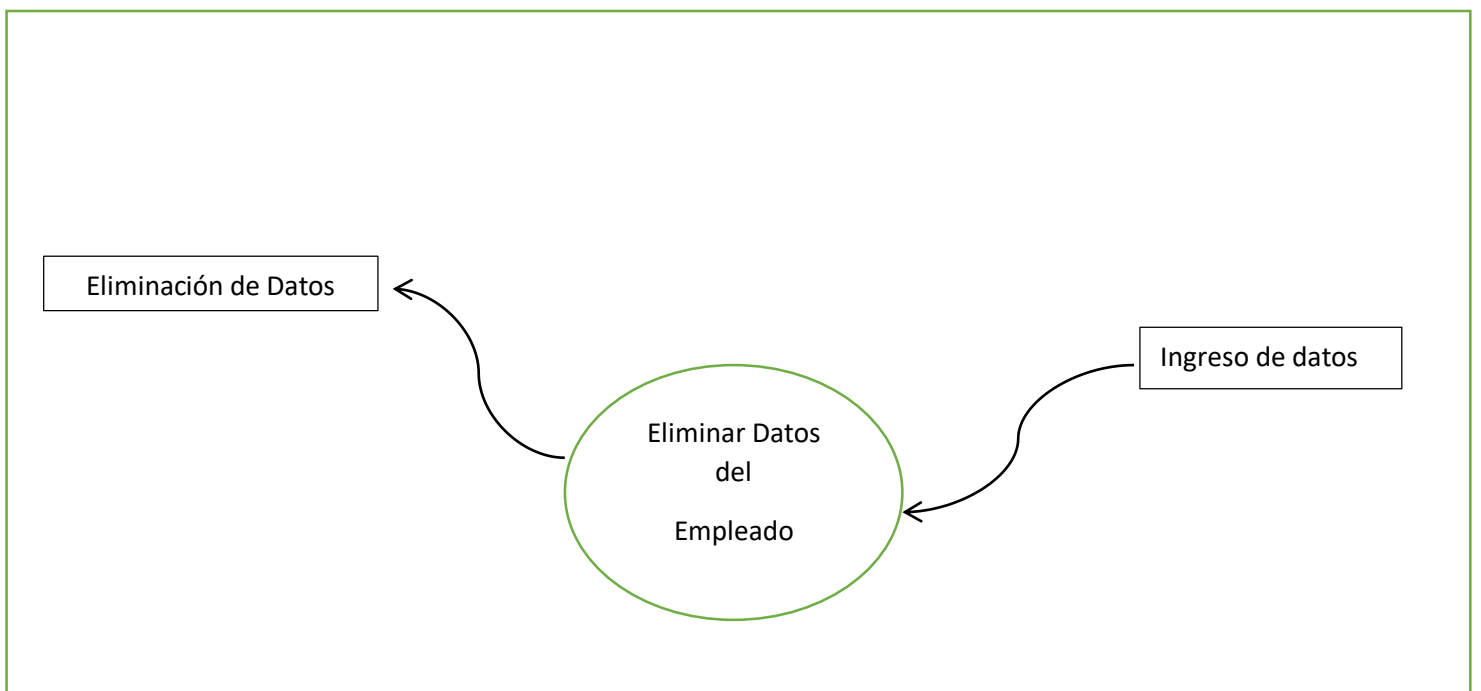 Eliminación de Datos
Ingreso de datos
Eliminar Datos
del
Empleado